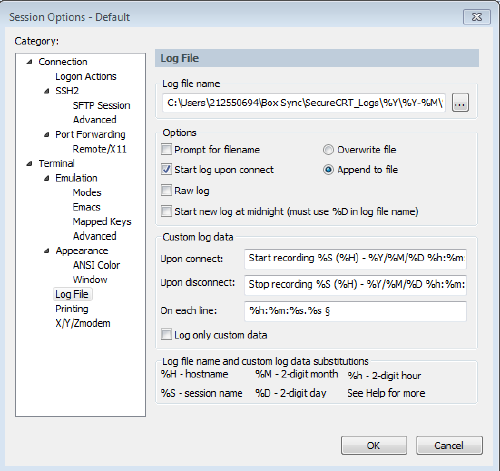 Session Options - Default
Category:
Connection
Logon Actions
SSH2
SFTP Session
Advanced
Port Forwarding
Remote/X11
Terminal
Emulation
Modes
Emacs
Mapped Keys
Advanced
Appearance
ANSI Color
Window
Log File
Printing
X/Y/Zmodem
Log File
Log file name
C:\Users\212550694\Box Sync\SecureCRT_Logs\%Y\%Y-%M\
...
Options
Prompt for filename
Overwrite file
Start log upon connect
Append to file
Raw log
Start new log at midnight (must use %D in log file name)
Custom log data
Upon connect: Start recording %S (%H) - %Y/%M/%D %h:%m:
Upon disconnect: Stop recording %S (%H) - %Y/%M/%D %h:%m:
On each line: %h:%m:%s.%s §
Log only custom data
Log file name and custom log data substitutions
%H - hostname %M - 2-digit month %h - 2-digit hour
%S - session name %D - 2-digit day See Help for more
OK Cancel